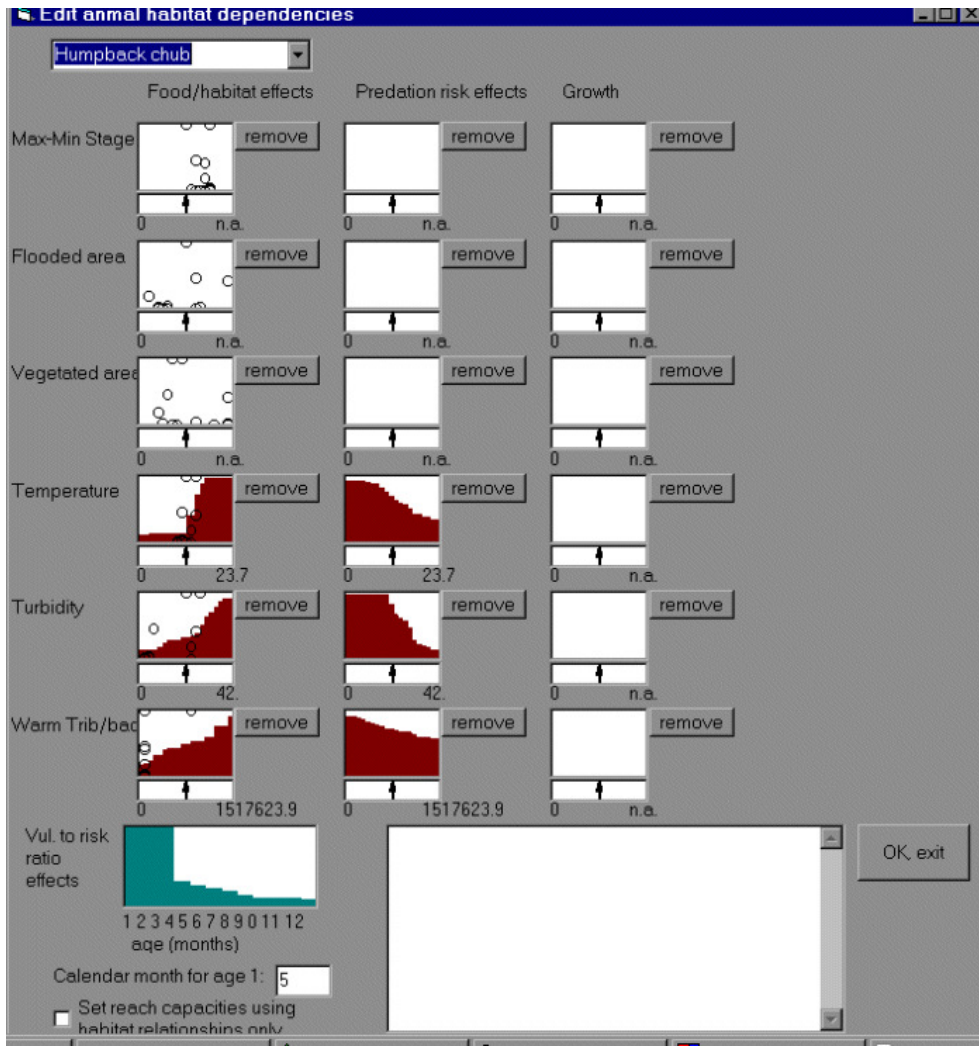 Edit anmal habitat dependencies
Humpback chub
Food/habitat effects Predation risk effects Growth
Max-Min Stage remove remove remove
0 n.a. 0 n.a. 0 n.a.
Flooded area remove remove remove
0 n.a. 0 n.a. 0 n.a.
Vegetated area remove remove remove
0 n.a. 0 n.a. 0 n.a.
Temperature remove remove remove
0 23.7 0 23.7 0 n.a.
Turbidity remove remove remove
0 42. 0 42. 0 n.a.
Warm Trib/bac remove remove remove
0 1517623.9 0 1517623.9 0 n.a.
Vul. to risk
ratio
effects
OK, exit
1 2 3 4 5 6 7 8 9 0 11 12
age (months)
Calendar month for age 1: 5
Set reach capacities using
habitat relationships only